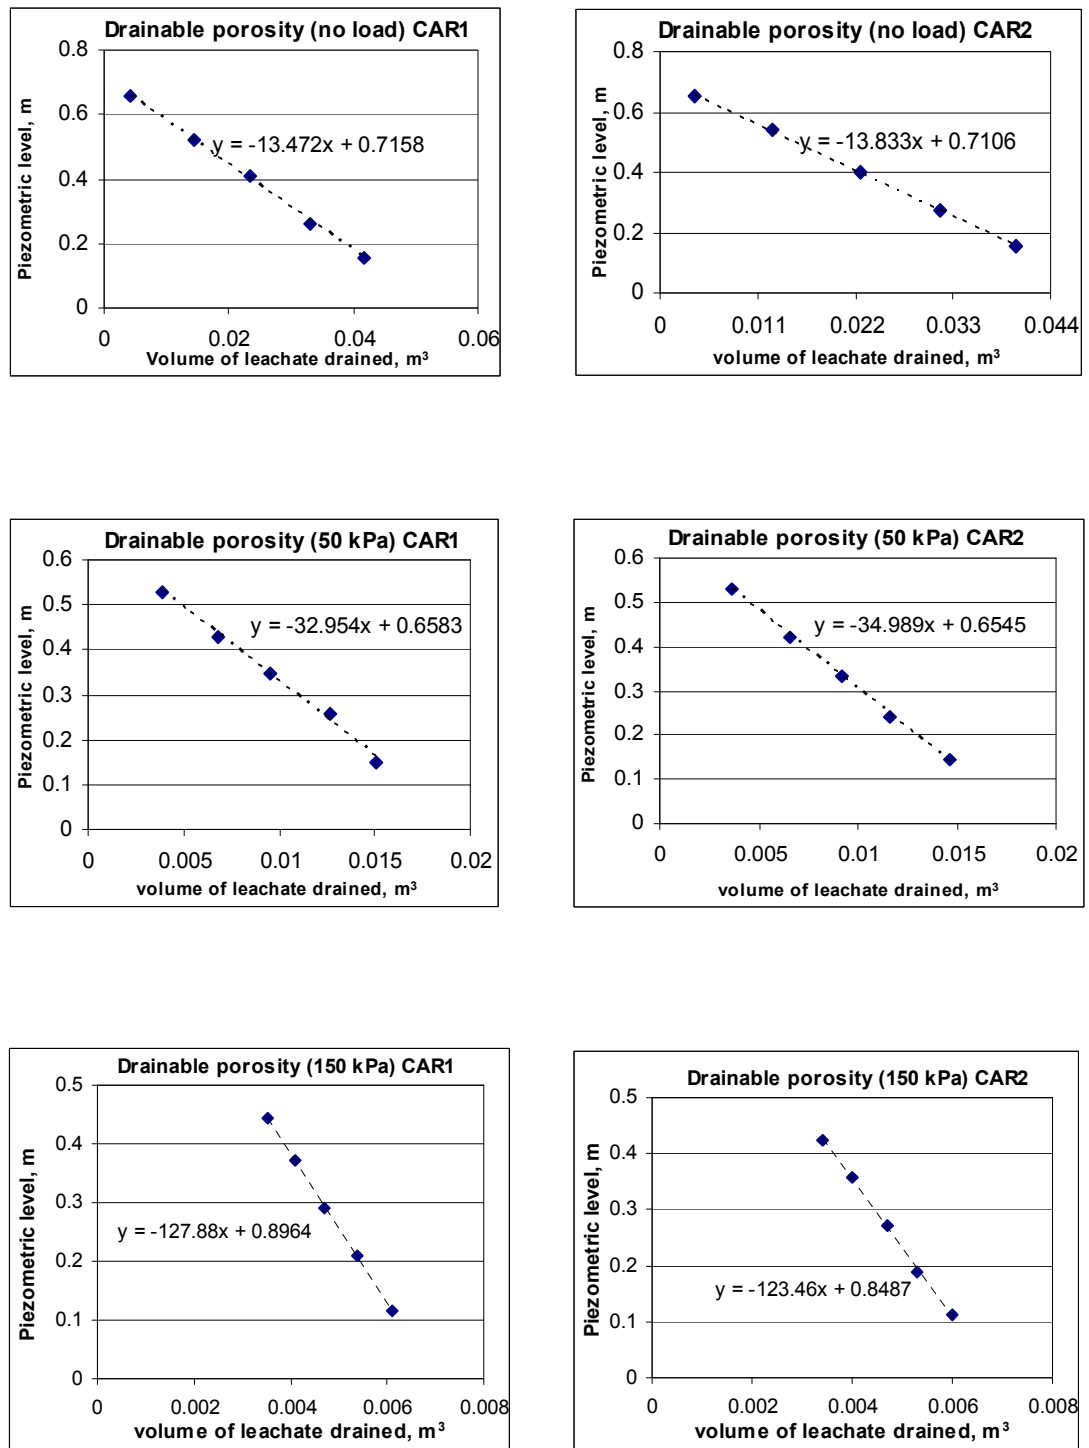 Drainable porosity (no load) CAR1
Piezometric level, m
0.8
0.6
0.4
0.2
0
y = -13.472x + 0.7158
0 0.02 0.04 0.06
Volume of leachate drained, m³
Drainable porosity (no load) CAR2
Piezometric level, m
0.8
0.6
0.4
0.2
0
y = -13.833x + 0.7106
0 0.011 0.022 0.033 0.044
volume of leachate drained, m³
Drainable porosity (50 kPa) CAR1
Piezometric level, m
0.6
0.5
0.4
0.3
0.2
0.1
0
y = -32.954x + 0.6583
0 0.005 0.01 0.015 0.02
volume of leachate drained, m³
Drainable porosity (50 kPa) CAR2
Piezometric level, m
0.6
0.5
0.4
0.3
0.2
0.1
0
y = -34.989x + 0.6545
0 0.005 0.01 0.015 0.02
volume of leachate drained, m³
Drainable porosity (150 kPa) CAR1
Piezometric level, m
0.5
0.4
0.3
0.2
0.1
0
y = -127.88x + 0.8964
0 0.002 0.004 0.006 0.008
volume of leachate drained, m³
Drainable porosity (150 kPa) CAR2
Piezometric level, m
0.5
0.4
0.3
0.2
0.1
0
y = -123.46x + 0.8487
0 0.002 0.004 0.006 0.008
volume of leachate drained, m³